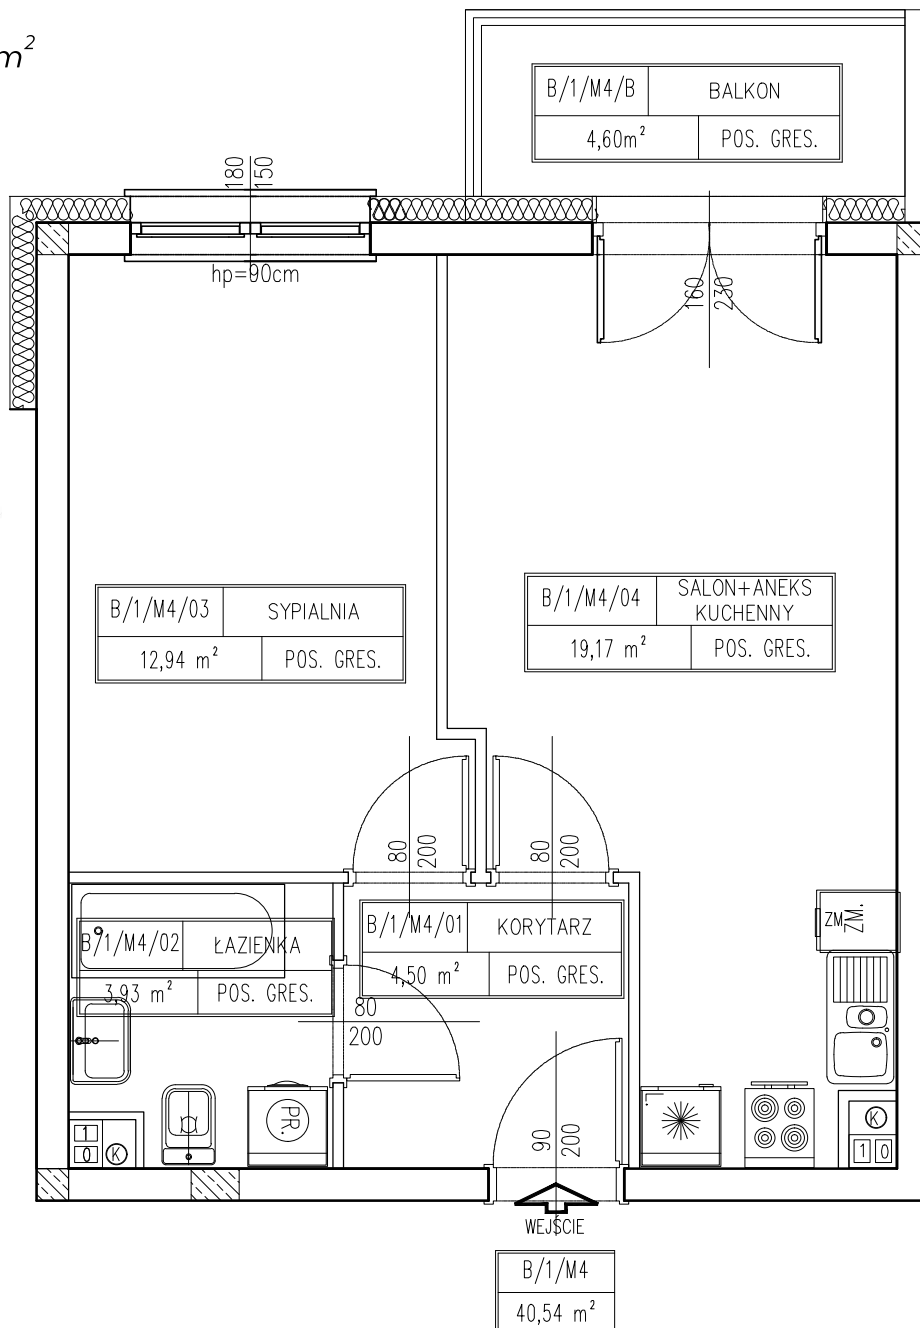 m²
B/1/M4/B BALKON
4,60m² POS. GRES.
180
150
hp=90cm
160
230
B/1/M4/03 SYPIALNIA
12,94 m² POS. GRES.
B/1/M4/04 SALON+ANEKS
KUCHENNY
19,17 m² POS. GRES.
80
200
80
200
B/1/M4/02 ŁAZIENKA
3,93 m² POS. GRES.
B/1/M4/01 KORYTARZ
4,50 m² POS. GRES.
ZM.
ZM.
80
200
90
200
PR.
1
0
K
K
1 0
WEJŚCIE
B/1/M4
40,54 m²